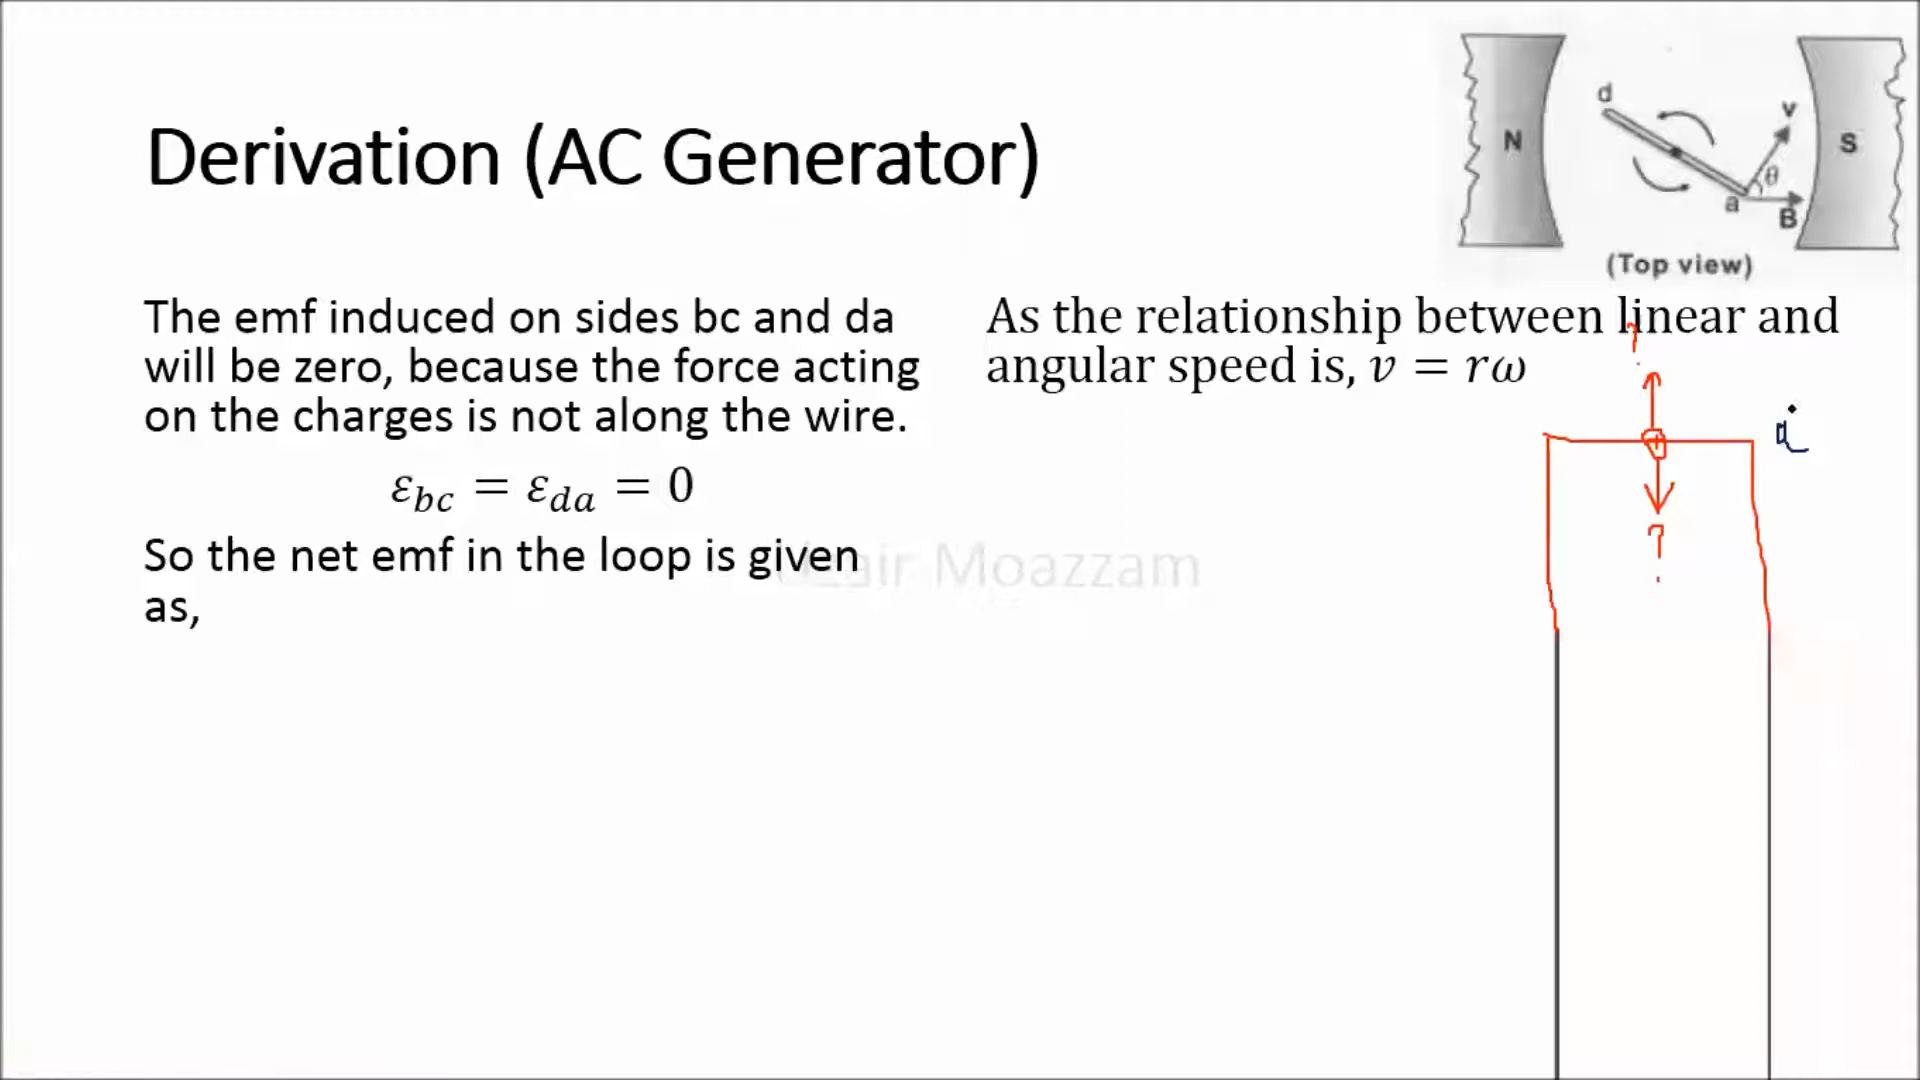 Derivation (AC Generator)
N
d
v
θ
a
B
S
(Top view)
The emf induced on sides bc and da
will be zero, because the force acting
on the charges is not along the wire.
ε_bc = ε_da = 0
So the net emf in the loop is given
as,
As the relationship between linear and
angular speed is, v = rω
?
+
?
Moazzam